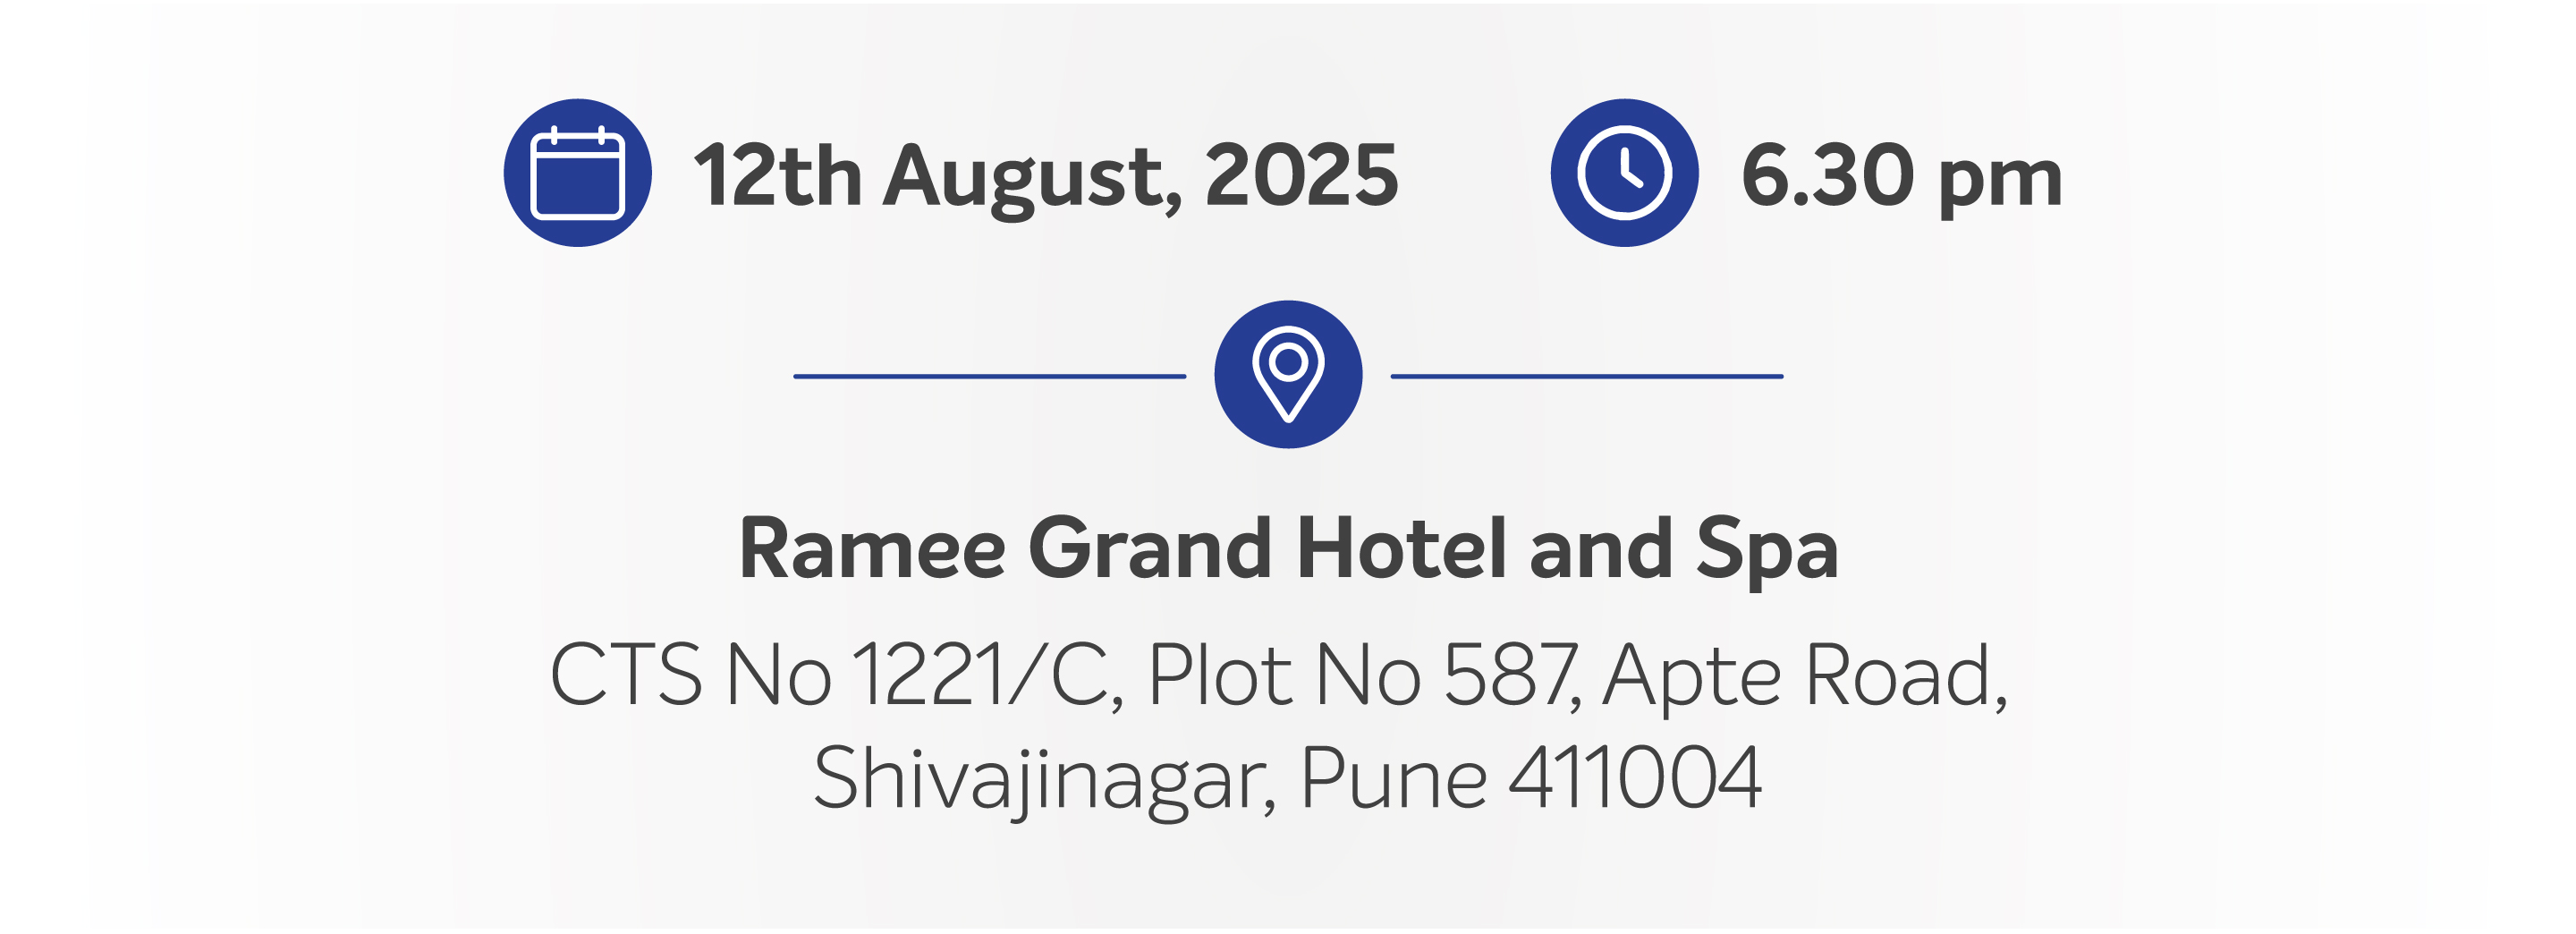 12th August, 2025
6.30 pm
Ramee Grand Hotel and Spa
CTS No 1221/C, Plot No 587, Apte Road,
Shivajinagar, Pune 411004